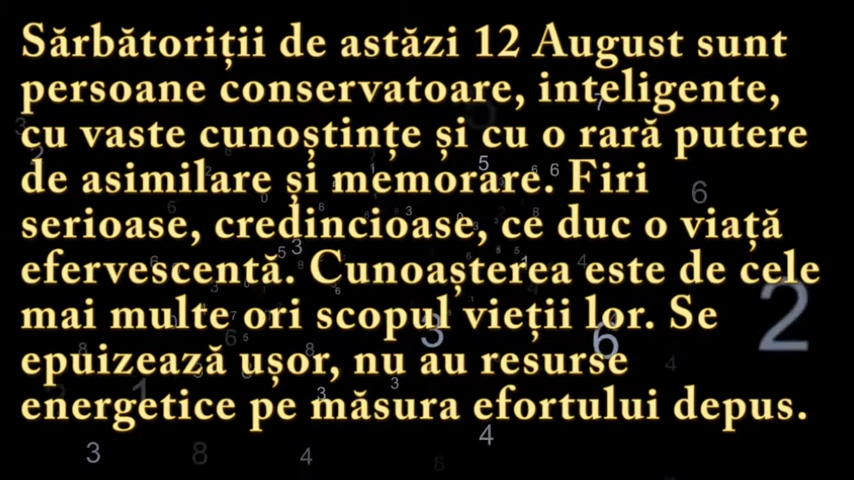 Sărbătoriții de astăzi 12 August sunt
persoane conservatoare, inteligente,
cu vaste cunoștințe și cu o rară putere
de asimilare și memorare. Firi
serioase, credincioase, ce duc o viață
efervescentă. Cunoașterea este de cele
mai multe ori scopul vieții lor. Se
epuizează ușor, nu au resurse
energetice pe măsura efortului depus.